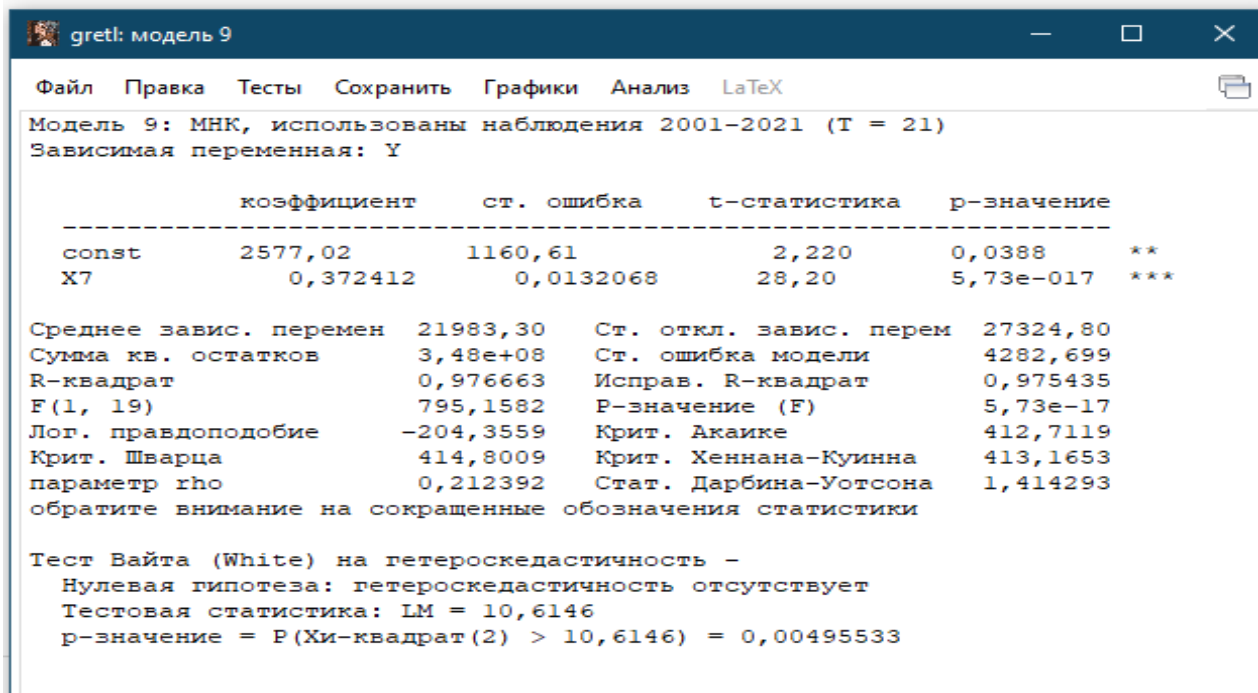 gretl: модель 9
Файл Правка Тесты Сохранить Графики Анализ LaTeX
Модель 9: МНК, использованы наблюдения 2001-2021 (T = 21)
Зависимая переменная: Y
коэффициент ст. ошибка t-статистика p-значение
const 2577,02 1160,61 2,220 0,0388 **
X7 0,372412 0,0132068 28,20 5,73e-017 ***
Среднее завис. перемен 21983,30 Ст. откл. завис. перем 27324,80
Сумма кв. остатков 3,48e+08 Ст. ошибка модели 4282,699
R-квадрат 0,976663 Исправ. R-квадрат 0,975435
F(1, 19) 795,1582 P-значение (F) 5,73e-17
Лог. правдоподобие -204,3559 Крит. Акаике 412,7119
Крит. Шварца 414,8009 Крит. Хеннана-Куинна 413,1653
параметр rho 0,212392 Стат. Дарбина-Уотсона 1,414293
обратите внимание на сокращенные обозначения статистики
Тест Вайта (White) на гетероскедастичность -
Нулевая гипотеза: гетероскедастичность отсутствует
Тестовая статистика: LM = 10,6146
p-значение = P(Хи-квадрат(2) > 10,6146) = 0,00495533